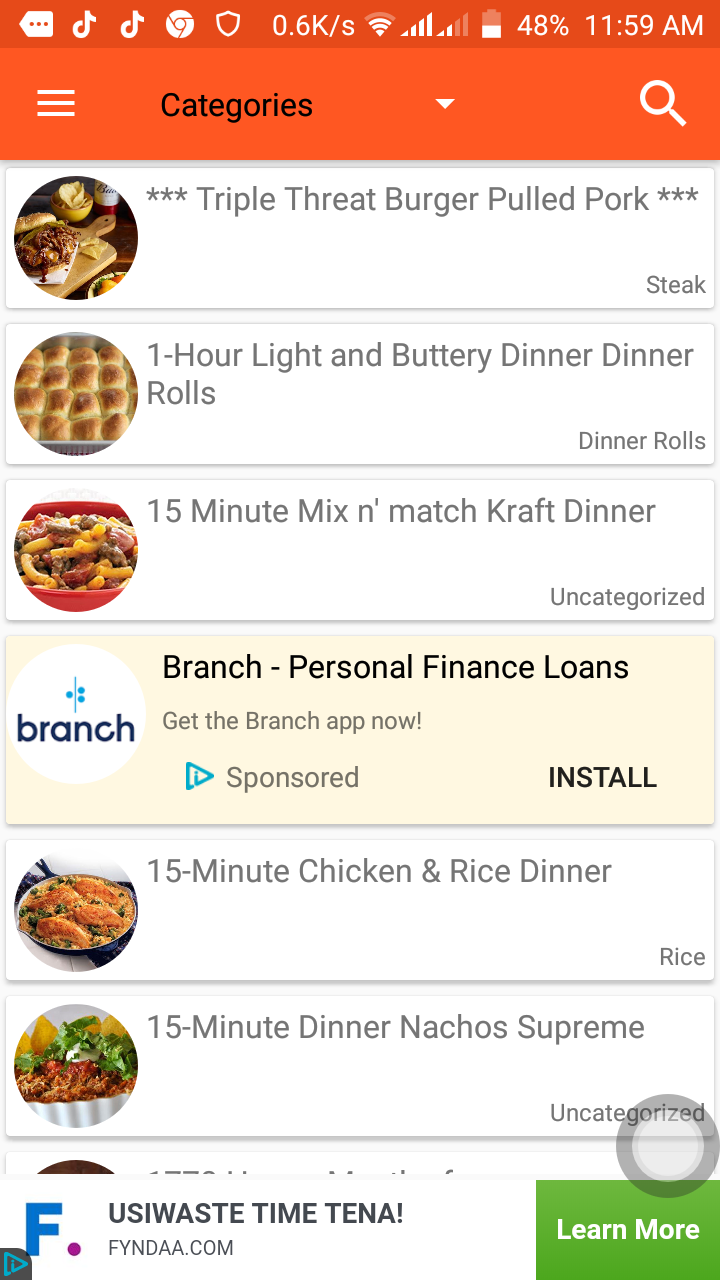 0.6K/s 48% 11:59 AM
Categories
*** Triple Threat Burger Pulled Pork ***
Steak
1-Hour Light and Buttery Dinner Dinner
Rolls
Dinner Rolls
15 Minute Mix n' match Kraft Dinner
Uncategorized
branch
Branch - Personal Finance Loans
Get the Branch app now!
Sponsored
INSTALL
15-Minute Chicken & Rice Dinner
Rice
15-Minute Dinner Nachos Supreme
Uncategorized
F.
USIWASTE TIME TENA!
FYNDAA.COM
Learn More